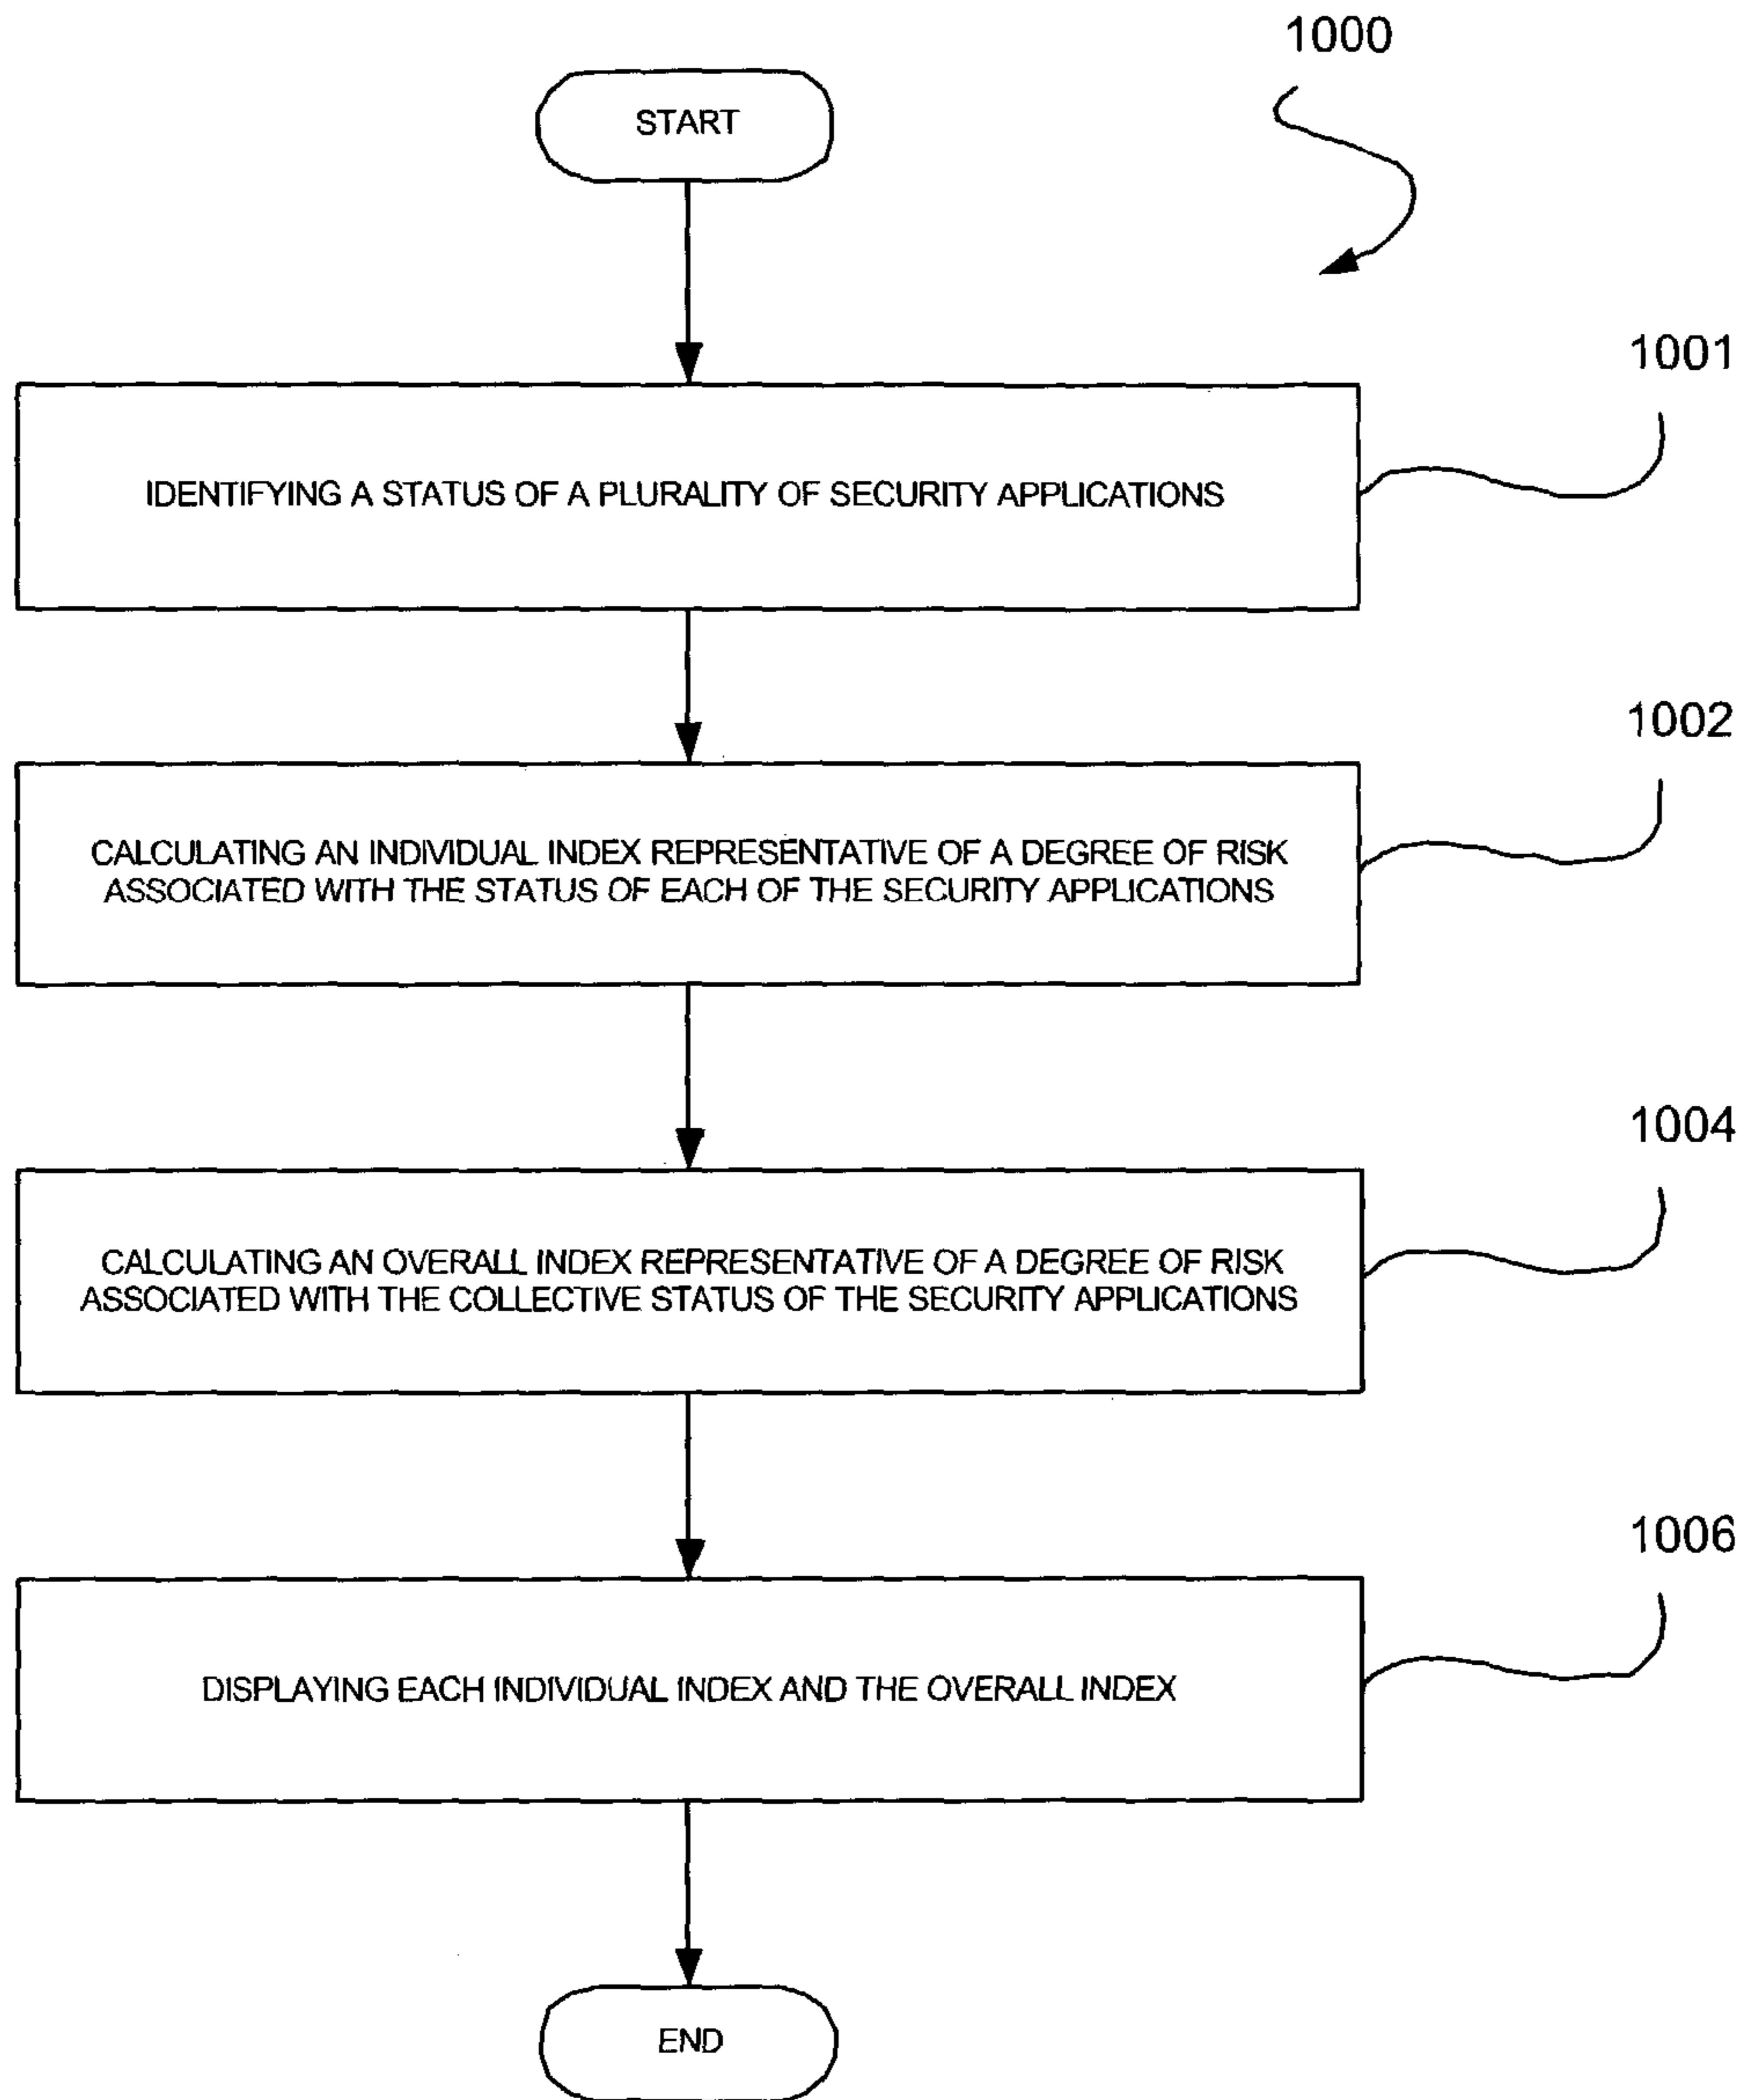 1000
START
1001
IDENTIFYING A STATUS OF A PLURALITY OF SECURITY APPLICATIONS
1002
CALCULATING AN INDIVIDUAL INDEX REPRESENTATIVE OF A DEGREE OF RISK
ASSOCIATED WITH THE STATUS OF EACH OF THE SECURITY APPLICATIONS
1004
CALCULATING AN OVERALL INDEX REPRESENTATIVE OF A DEGREE OF RISK
ASSOCIATED WITH THE COLLECTIVE STATUS OF THE SECURITY APPLICATIONS
1006
DISPLAYING EACH INDIVIDUAL INDEX AND THE OVERALL INDEX
END